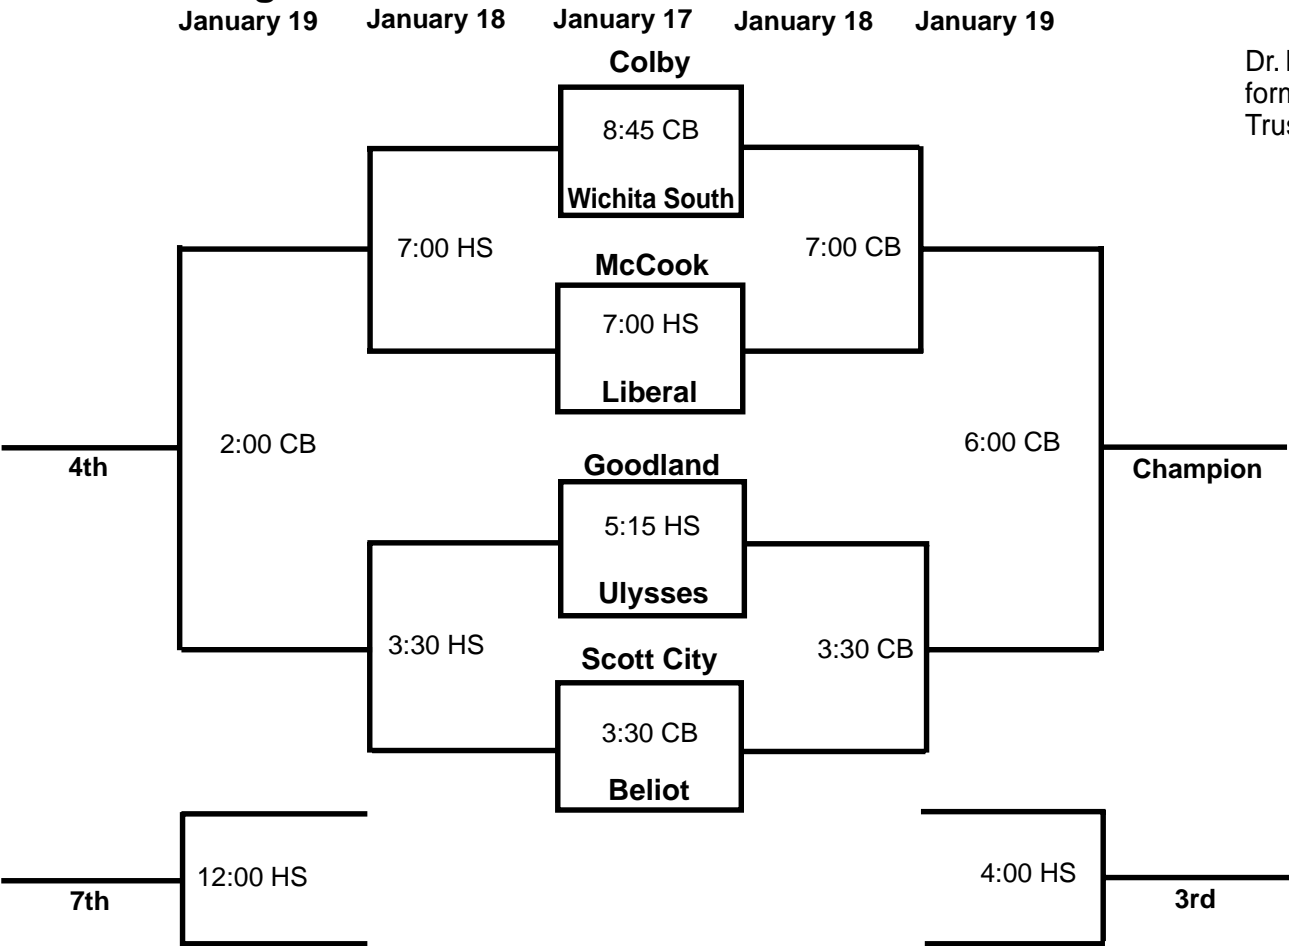 January 19 January 18 January 17 January 18 January 19
Colby
8:45 CB
Wichita South
7:00 HS
McCook
7:00 CB
7:00 HS
Liberal
2:00 CB
6:00 CB
4th
Goodland
Champion
5:15 HS
Ulysses
3:30 HS
Scott City
3:30 CB
3:30 CB
Beliot
12:00 HS
4:00 HS
7th
3rd
Dr.